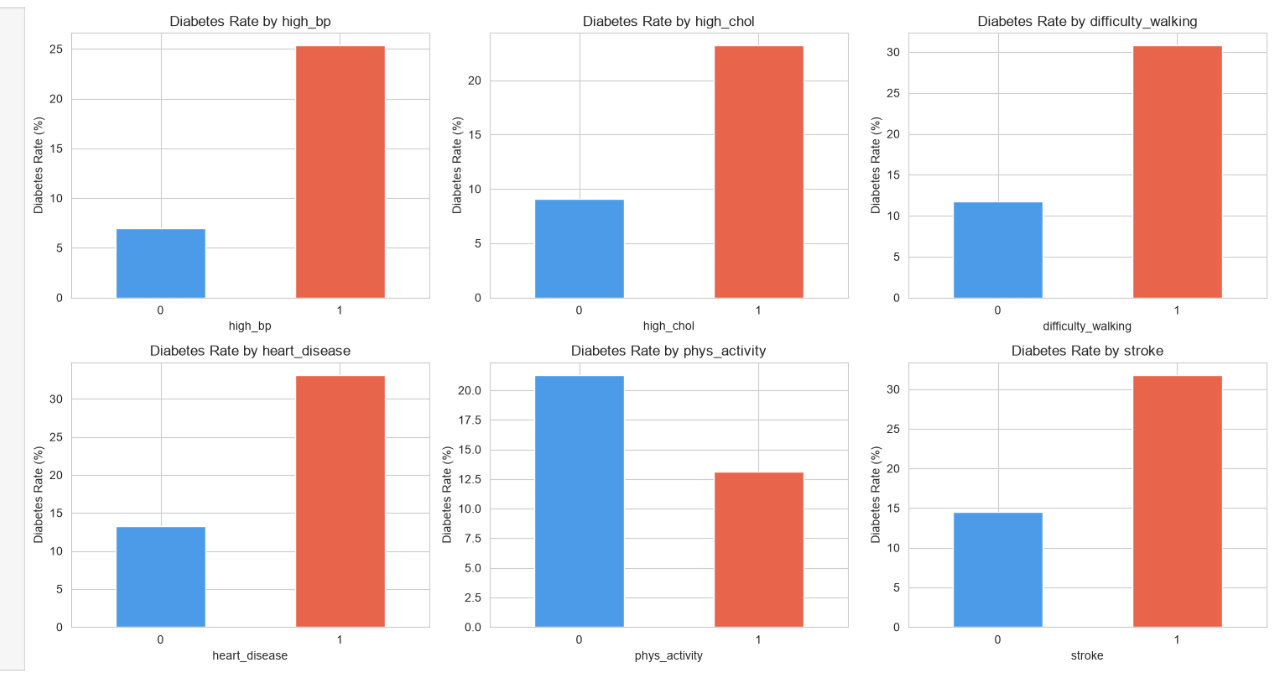 Diabetes Rate by high_bp
Diabetes Rate (%)
25
20
15
10
5
0
0 1
high_bp
Diabetes Rate by high_chol
Diabetes Rate (%)
20
15
10
5
0
0 1
high_chol
Diabetes Rate by difficulty_walking
Diabetes Rate (%)
30
25
20
15
10
5
0
0 1
difficulty_walking
Diabetes Rate by heart_disease
Diabetes Rate (%)
30
25
20
15
10
5
0
0 1
heart_disease
Diabetes Rate by phys_activity
Diabetes Rate (%)
20.0
17.5
15.0
12.5
10.0
7.5
5.0
2.5
0.0
0 1
phys_activity
Diabetes Rate by stroke
Diabetes Rate (%)
30
25
20
15
10
5
0
0 1
stroke